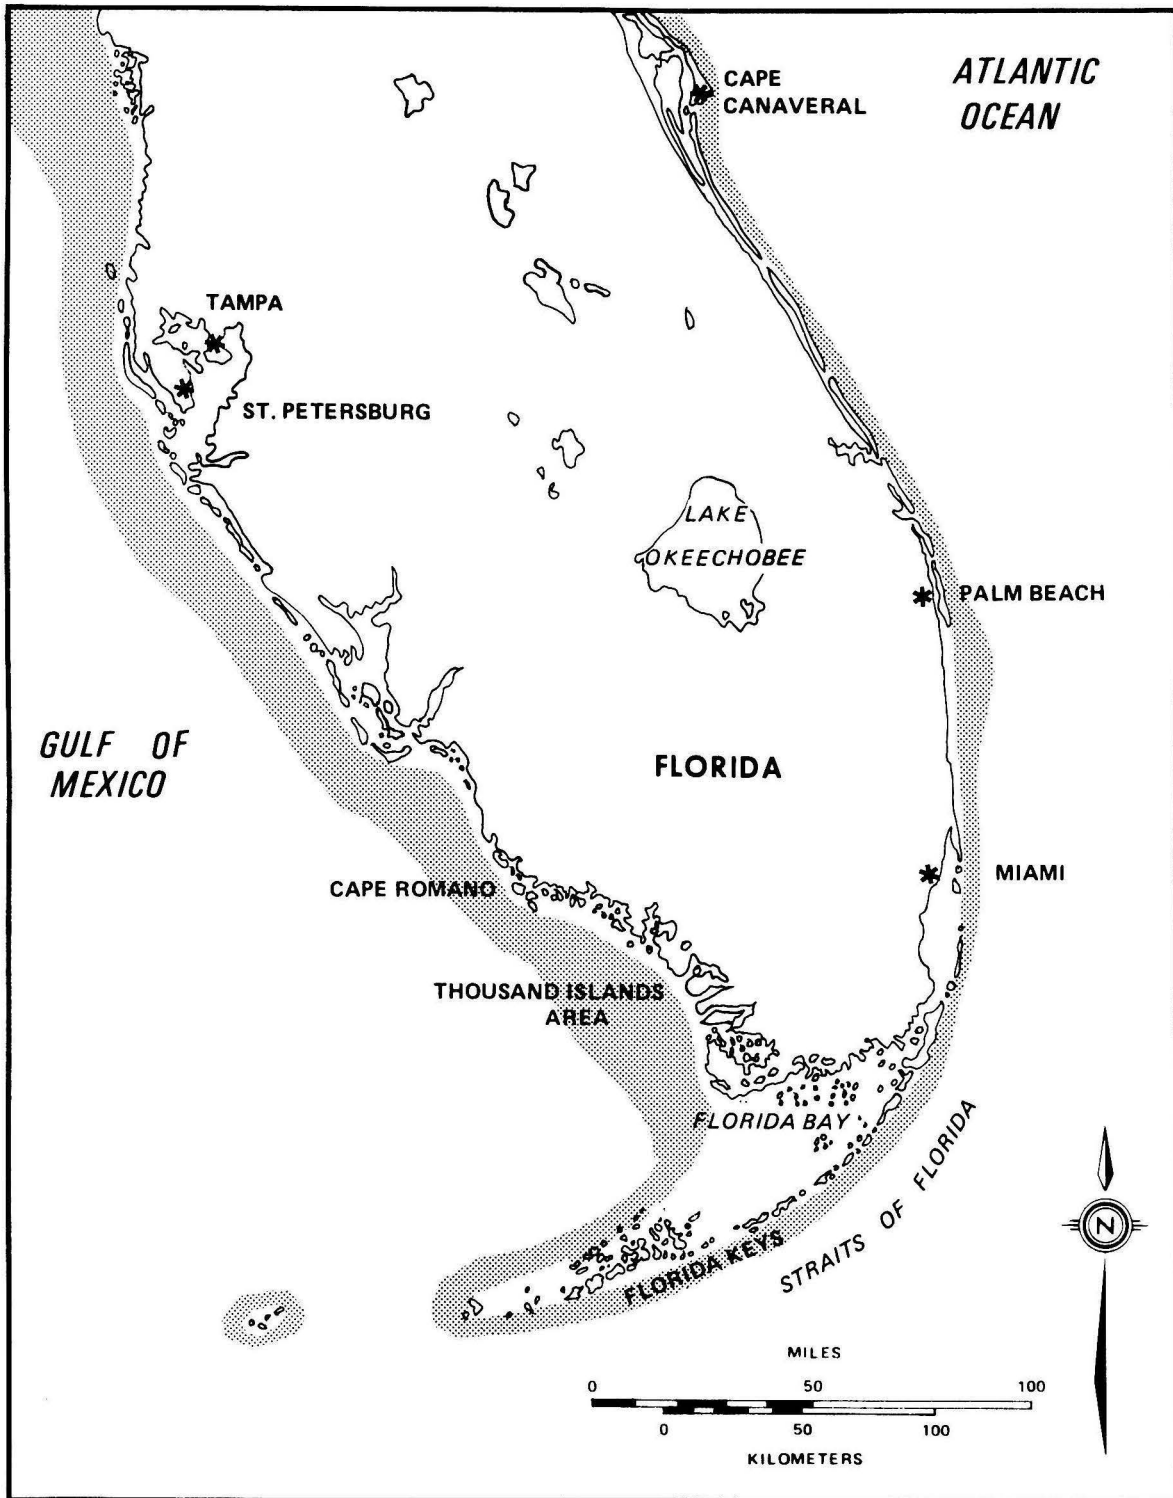 ATLANTIC
OCEAN
CAPE
CANAVERAL
TAMPA
ST. PETERSBURG
LAKE
OKEECHOBEE
PALM BEACH
GULF OF
MEXICO
FLORIDA
CAPE ROMANO
MIAMI
THOUSAND ISLANDS
AREA
FLORIDA BAY
STRAITS OF FLORIDA
FLORIDA KEYS
N
MILES
0 50 100
0 50 100
KILOMETERS